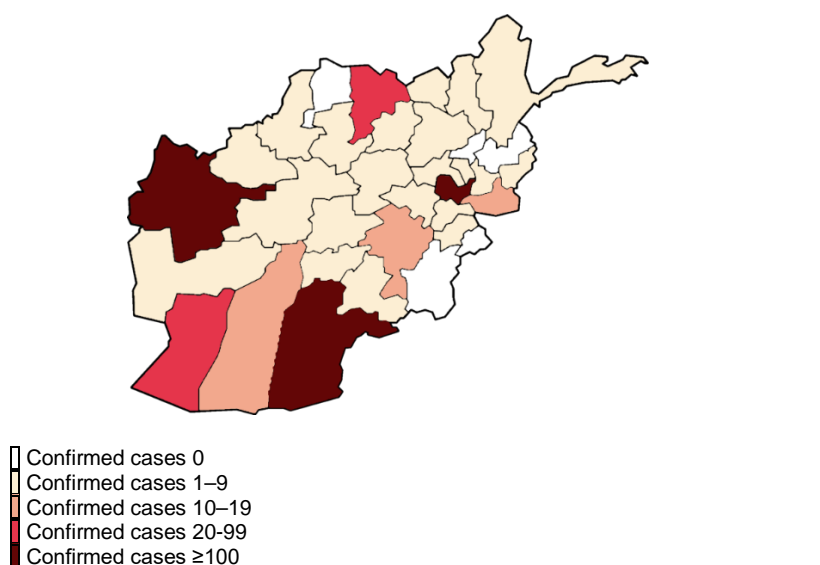 Confirmed cases 0
Confirmed cases 1–9
Confirmed cases 10–19
Confirmed cases 20-99
Confirmed cases ≥100